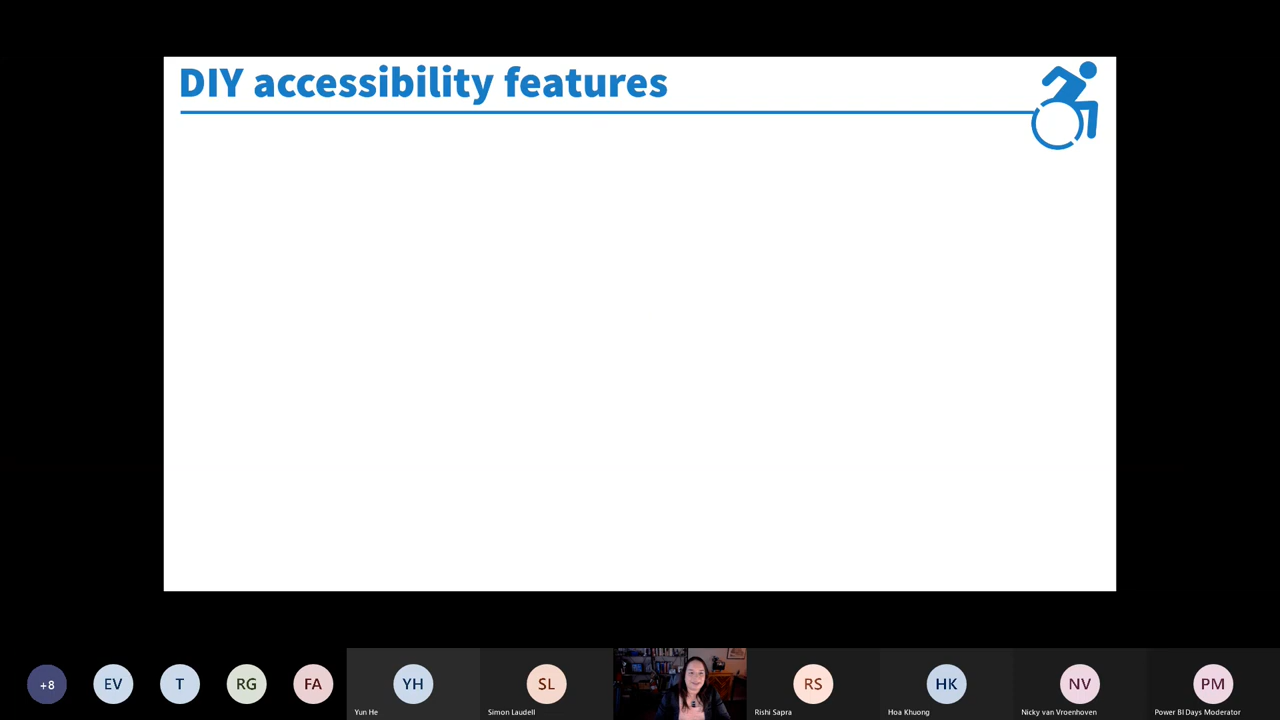 DIY accessibility features
+8
EV
T
RG
FA
YH
SL
RS
HK
NV
PM
Yun He
Simon Laudell
Rishi Sapra
Hoa Khuong
Nicky van Vroenhoven
Power BI Days Moderator